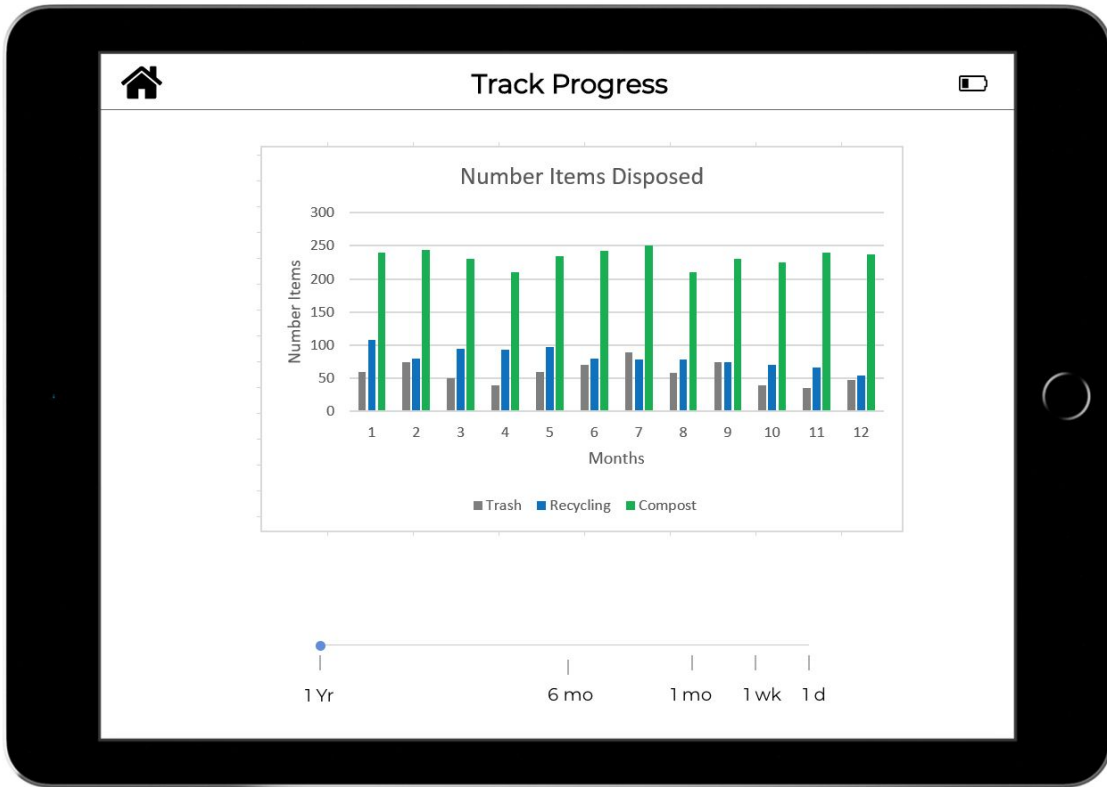 Track Progress
Number Items Disposed
300
250
200
150
100
50
0
Number Items
1 2 3 4 5 6 7 8 9 10 11 12
Months
Trash Recycling Compost
1 Yr 6 mo 1 mo 1 wk 1 d